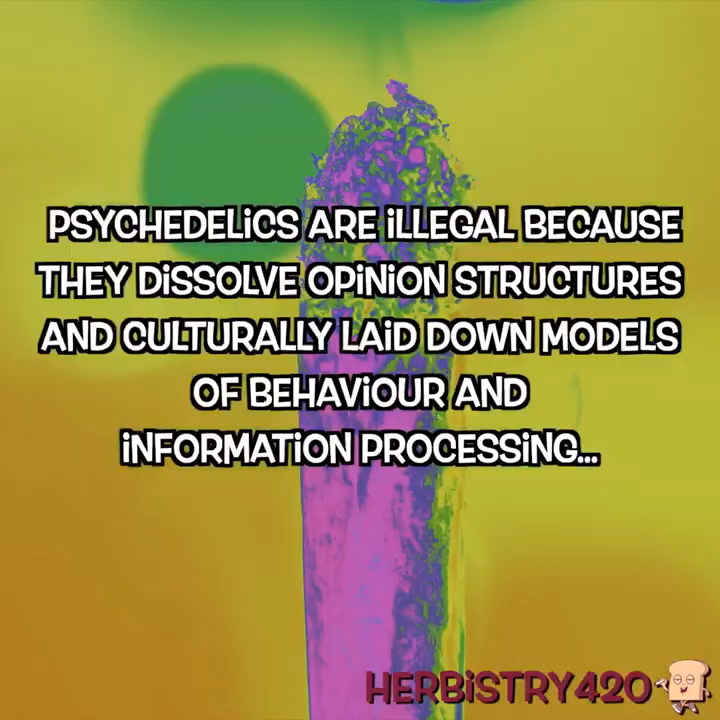 PSYCHEDELiCS ARE iLLEGAL BECAUSE
THEY DiSSOLVE OPiNiON STRUCTURES
AND CULTURALLY LAiD DOWN MODELS
OF BEHAViOUR AND
iNFORMATiON PROCESSiNG...
HERBiSTRY420